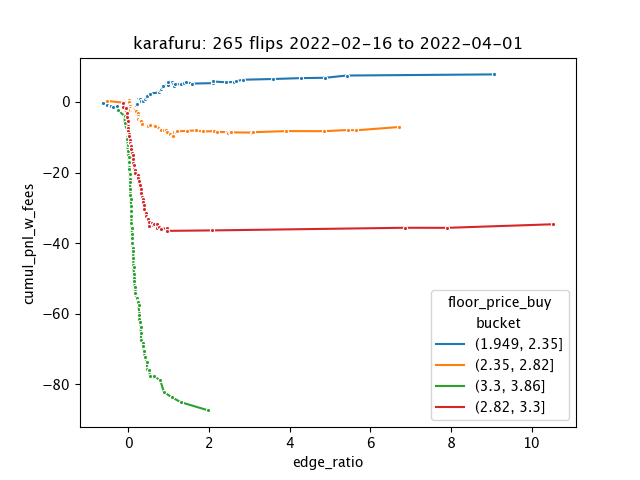 karafuru: 265 flips 2022-02-16 to 2022-04-01
cumul_pnl_w_fees
0
−20
−40
−60
−80
floor_price_buy
bucket
(1.949, 2.35]
(2.35, 2.82]
(3.3, 3.86]
(2.82, 3.3]
0 2 4 6 8 10
edge_ratio